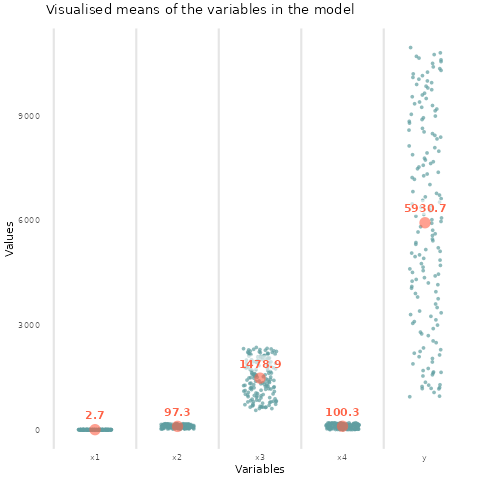 Visualised means of the variables in the model
Values
9000
6000
3000
0
5930.7
1478.9
2.7
97.3
100.3
x1
x2
x3
x4
y
Variables